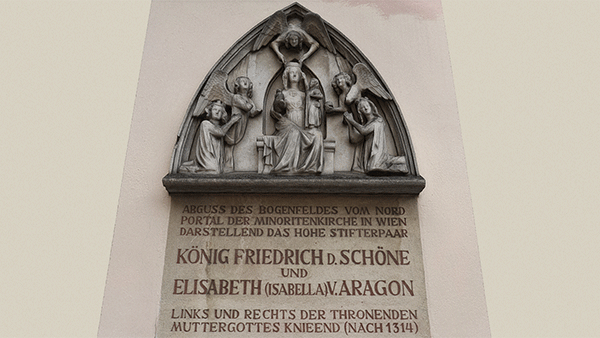 ABGUSS DES BOGENFELDES VOM NORD
PORTAL DER MINORITENKIRCHE IN WIEN
DARSTELLEND DAS HOHE STIFTERPAAR
KÖNIG FRIEDRICH D. SCHÖNE
UND
ELISABETH (ISABELLA) V. ARAGON
LINKS UND RECHTS DER THRONENDEN
MUTTERGOTTES KNIEEND (NACH 1314)